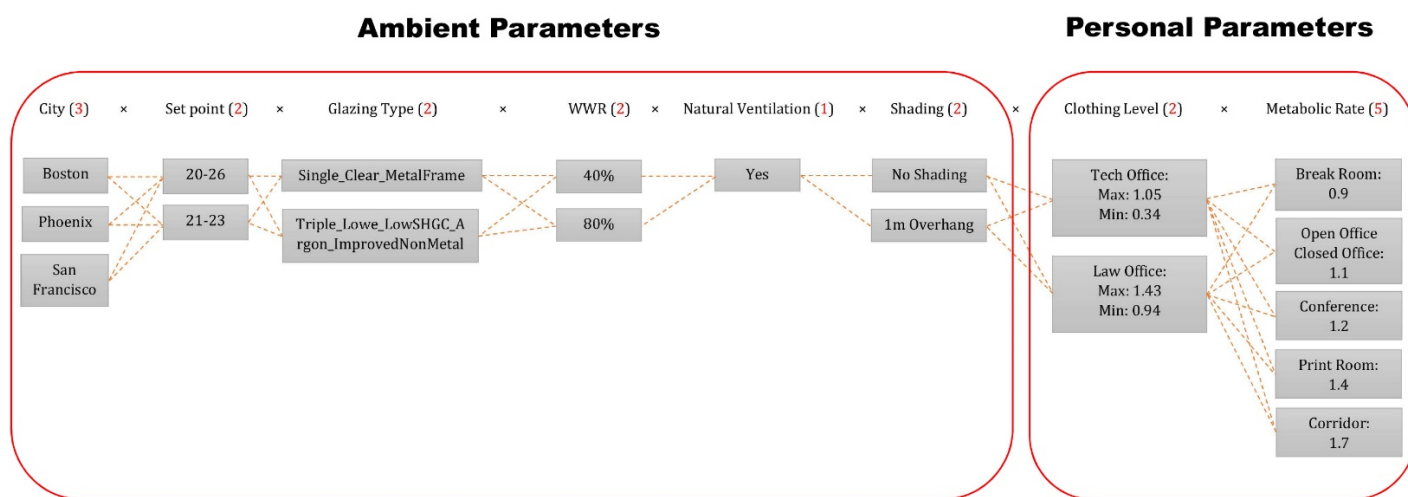 Ambient Parameters
Personal Parameters
City (3) × Set point (2) × Glazing Type (2) × WWR (2) × Natural Ventilation (1) × Shading (2) × Clothing Level (2) × Metabolic Rate (5)
Boston
Phoenix
San
Francisco
20-26
21-23
Single_Clear_MetalFrame
Triple_Lowe_LowSHGC_A
rgon_ImprovedNonMetal
40%
80%
Yes
No Shading
1m Overhang
Tech Office:
Max: 1.05
Min: 0.34
Law Office:
Max: 1.43
Min: 0.94
Break Room:
0.9
Open Office
Closed Office:
1.1
Conference:
1.2
Print Room:
1.4
Corridor:
1.7